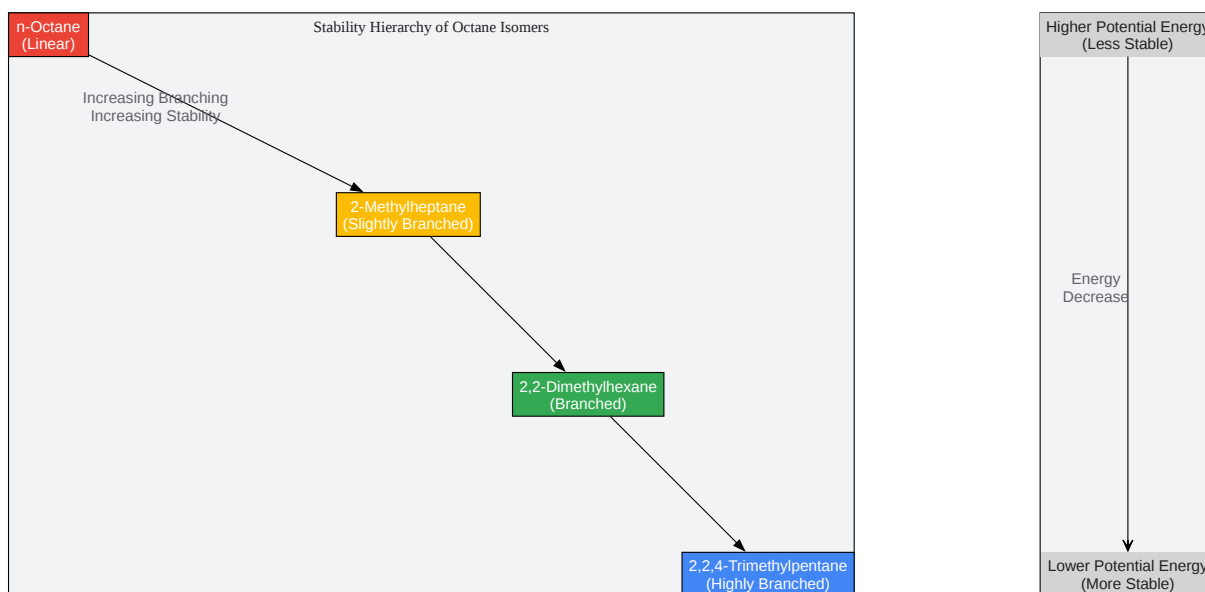 Stability Hierarchy of Octane Isomers
n-Octane
(Linear)
Increasing Branching
Increasing Stability
2-Methylheptane
(Slightly Branched)
2,2-Dimethylhexane
(Branched)
2,2,4-Trimethylpentane
(Highly Branched)
Higher Potential Energy
(Less Stable)
Energy
Decrease
Lower Potential Energy
(More Stable)